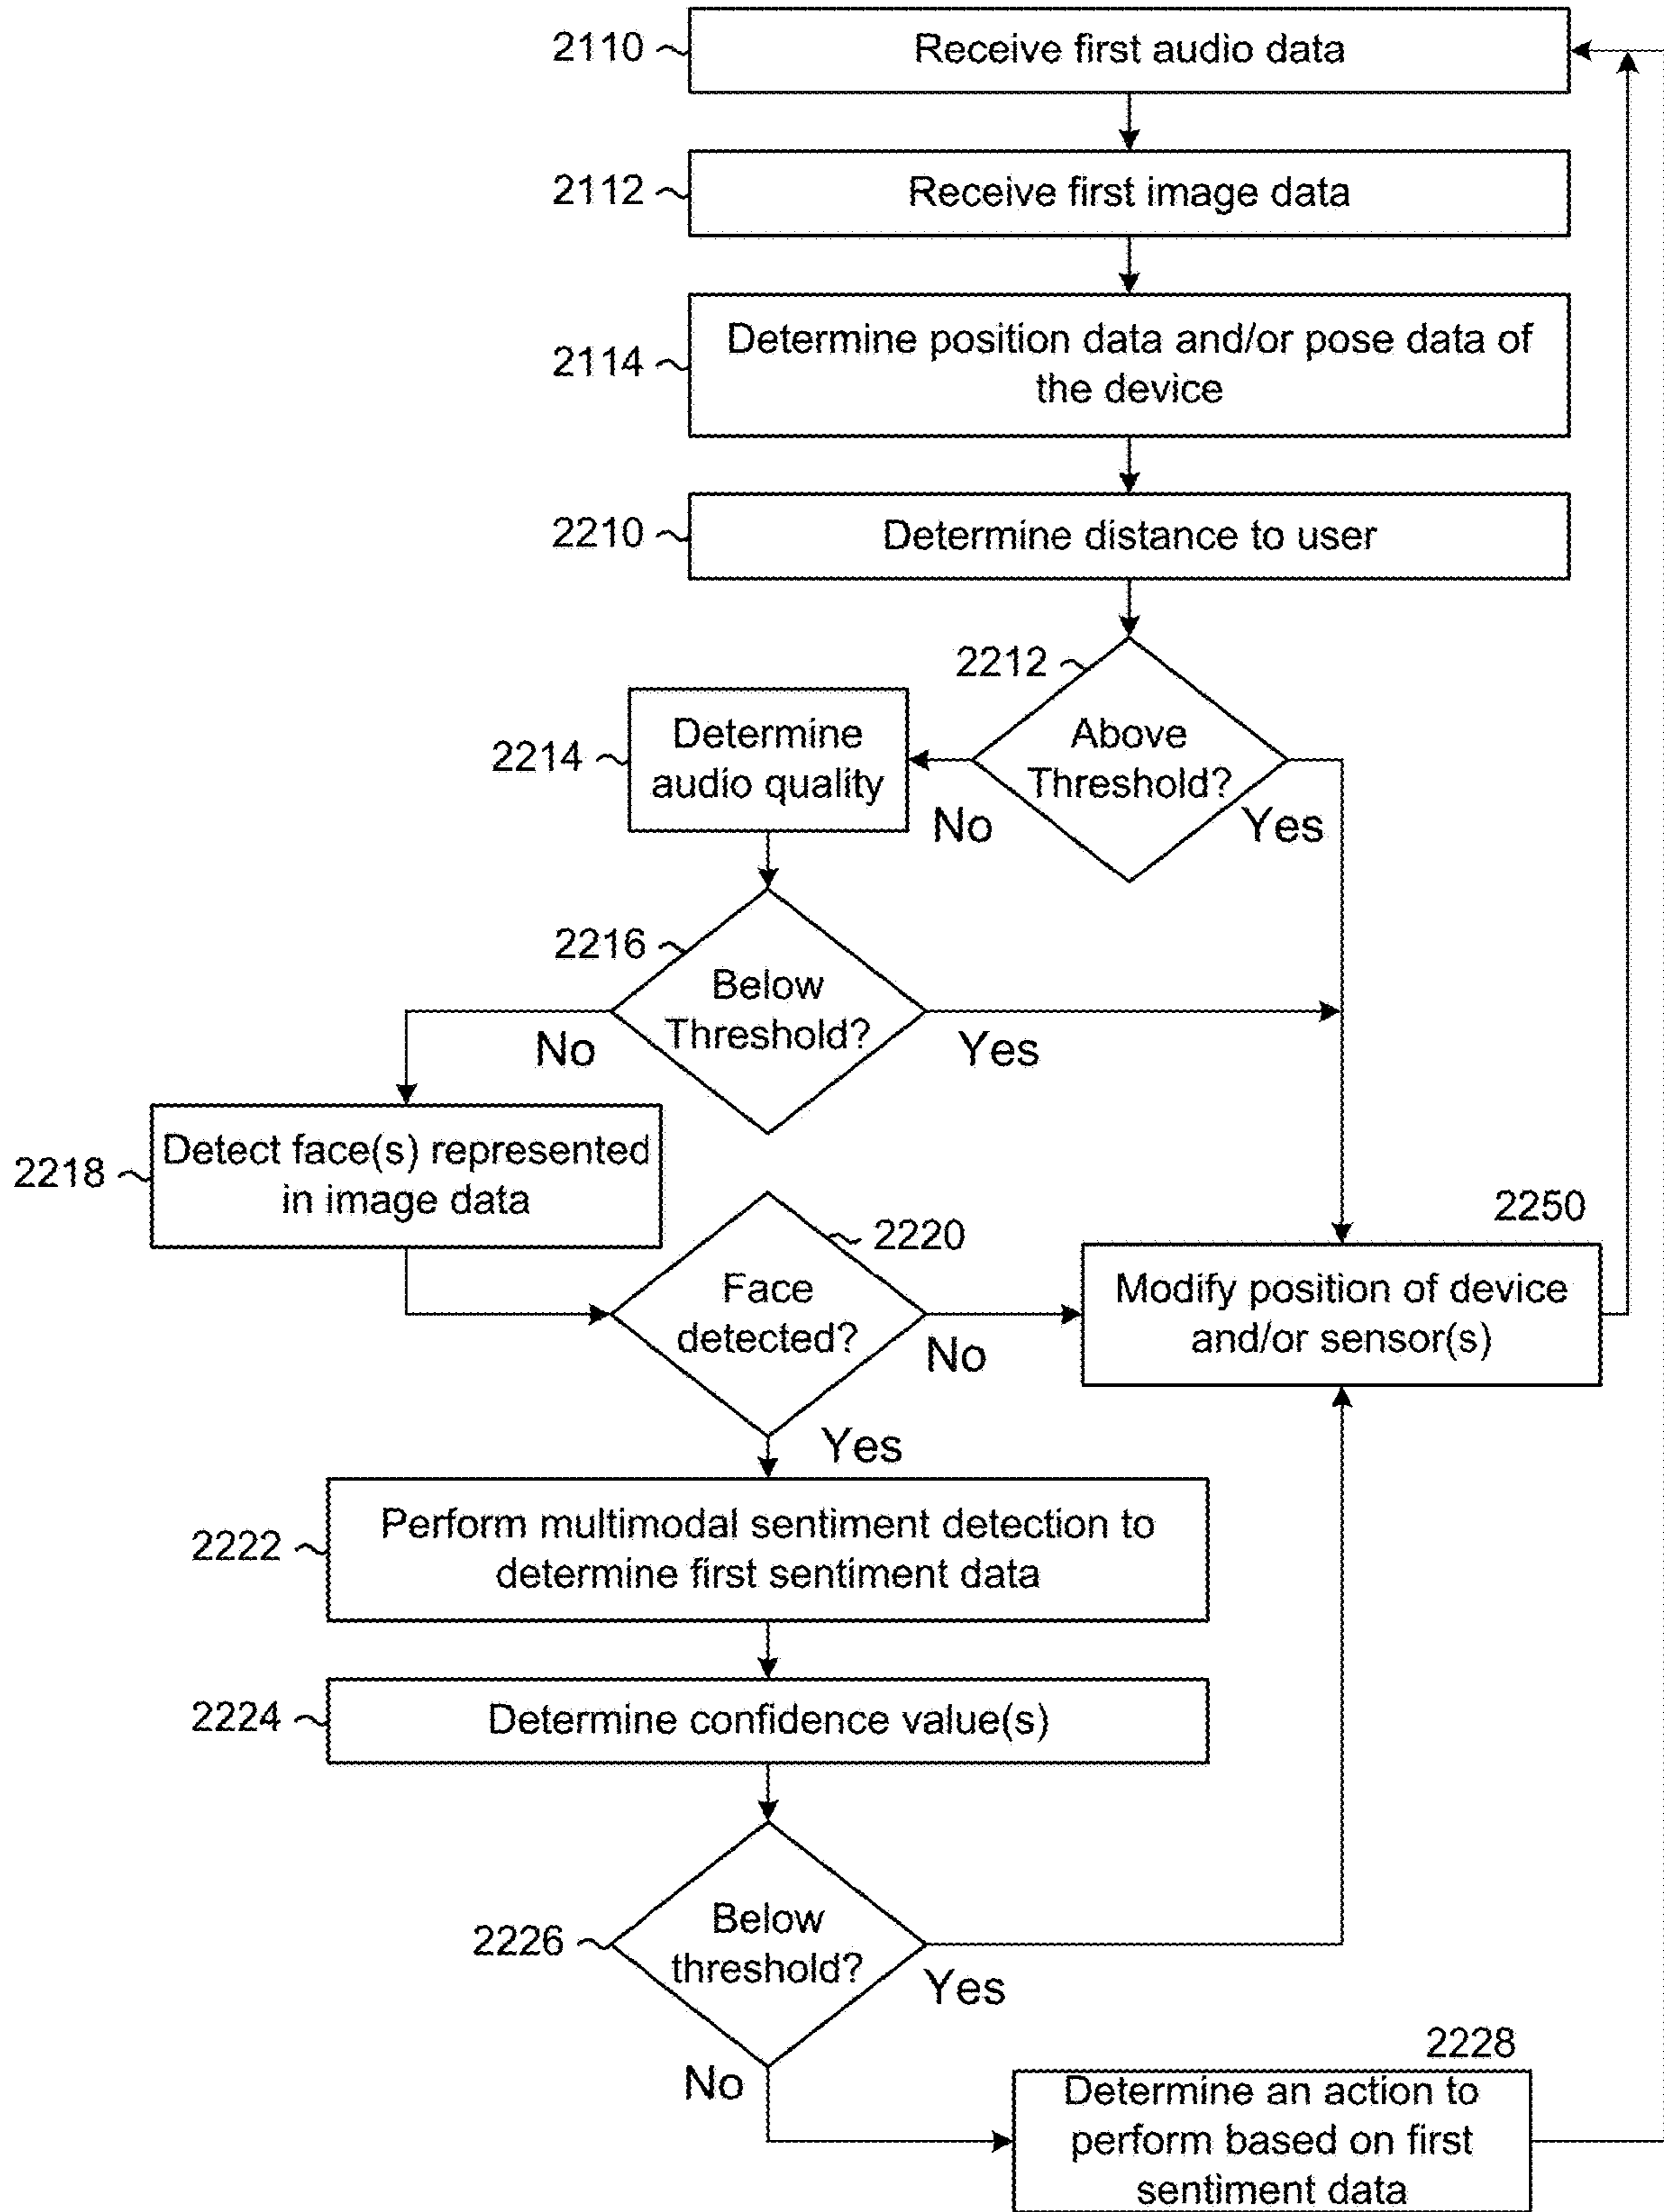 2110
Receive first audio data
2112
Receive first image data
2114
Determine position data and/or pose data of
the device
2210
Determine distance to user
2212
Above
Threshold?
No
Yes
2214
Determine
audio quality
2216
Below
Threshold?
No
Yes
2218
Detect face(s) represented
in image data
2220
Face
detected?
No
Yes
2250
Modify position of device
and/or sensor(s)
2222
Perform multimodal sentiment detection to
determine first sentiment data
2224
Determine confidence value(s)
2226
Below
threshold?
Yes
No
2228
Determine an action to
perform based on first
sentiment data